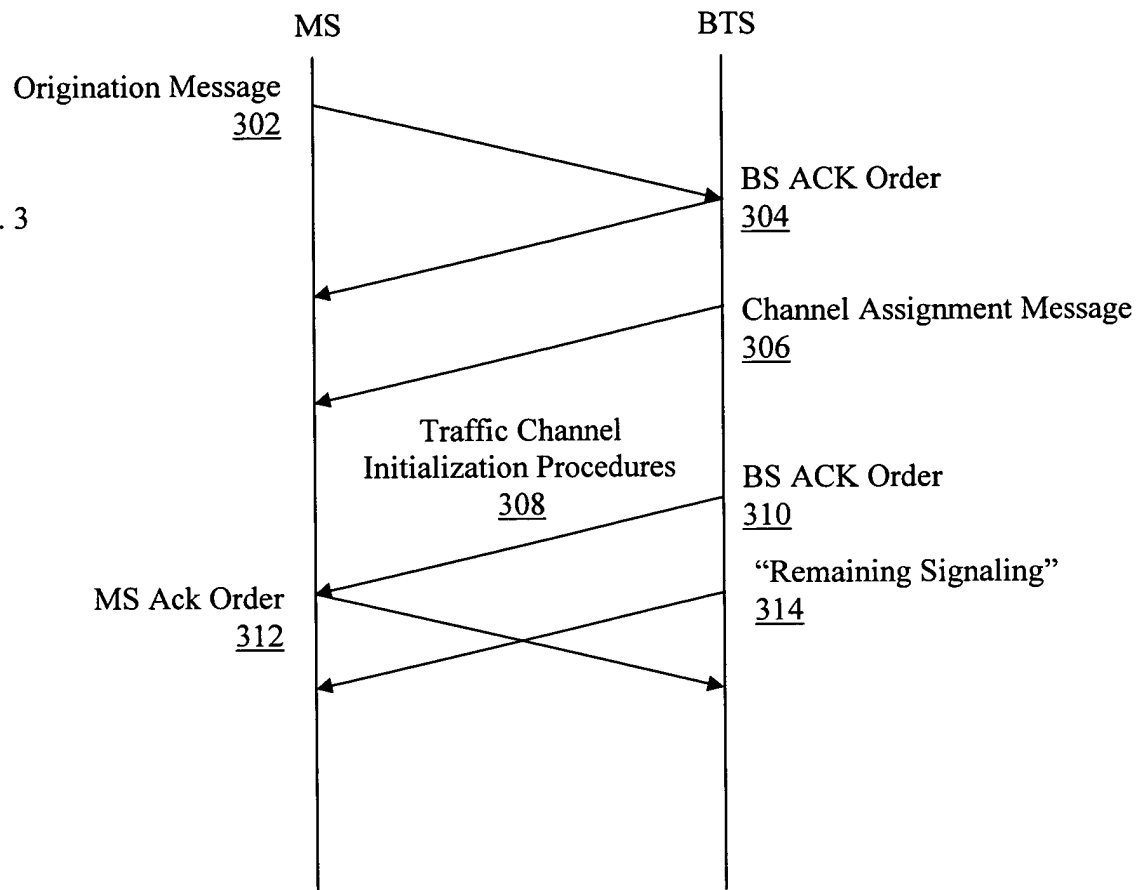 MS
BTS
Origination Message
302
BS ACK Order
304
. 3
Channel Assignment Message
306
Traffic Channel
Initialization Procedures
308
BS ACK Order
310
MS Ack Order
312
“Remaining Signaling”
314